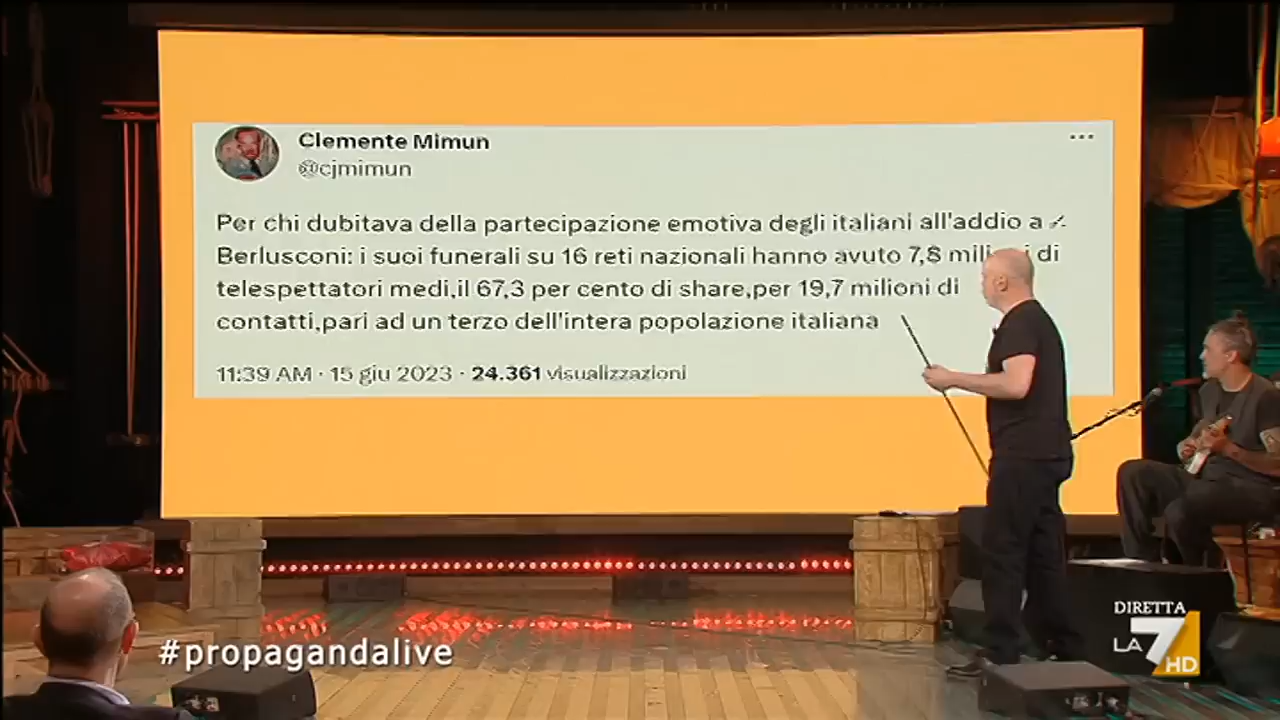 Clemente Mimun
@cjmimun
Per chi dubitava della partecipazione emotiva degli italiani all'addio a
Berlusconi: i suoi funerali su 16 reti nazionali hanno avuto 7,8 di
telespettatori medi,il 67,3 per cento di share,per 19,7 milioni di
contatti,pari ad un terzo dell'intera popolazione italiana
11:39 AM · 15 giu 2023 · 24.361 visualizzazioni
#propagandalive
DIRETTA
LA 7 HD